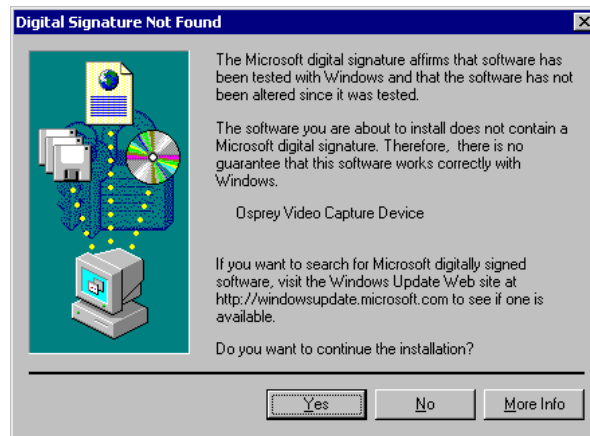 Digital Signature Not Found
The Microsoft digital signature affirms that software has
been tested with Windows and that the software has not
been altered since it was tested.
The software you are about to install does not contain a
Microsoft digital signature. Therefore, there is no
guarantee that this software works correctly with
Windows.
Osprey Video Capture Device
If you want to search for Microsoft digitally signed
software, visit the Windows Update Web site at
http://windowsupdate.microsoft.com to see if one is
available.
Do you want to continue the installation?
Yes No More Info